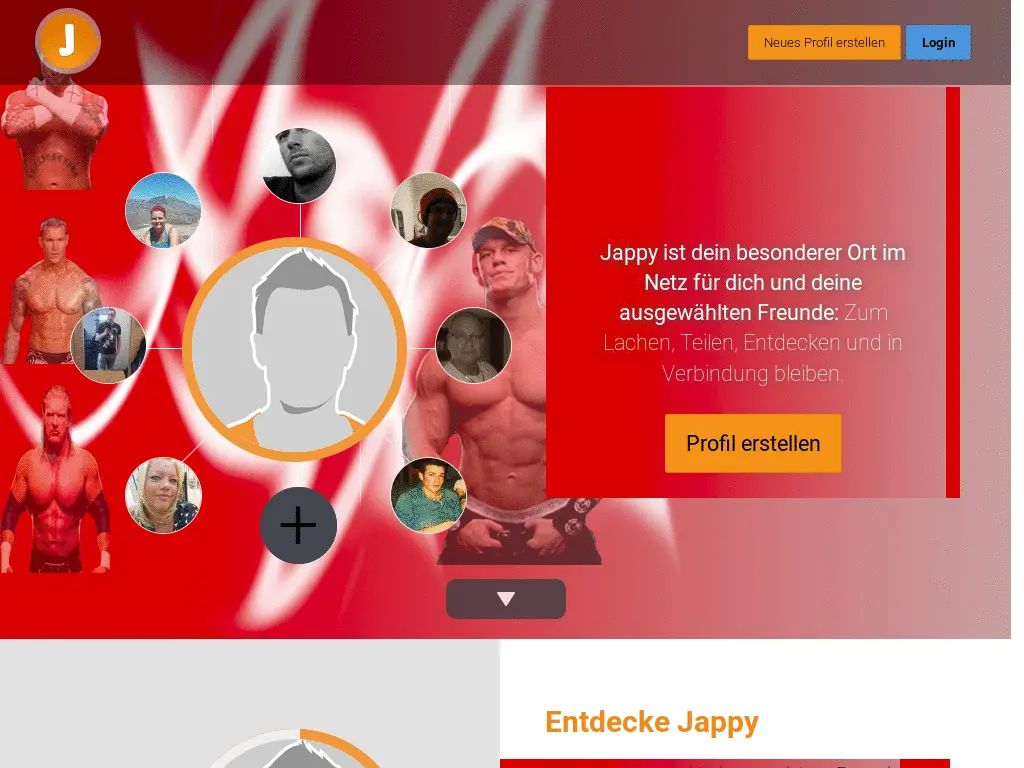 J
Neues Profil erstellen
Login
Jappy ist dein besonderer Ort im
Netz für dich und deine
ausgewählten Freunde: Zum
Lachen, Teilen, Entdecken und in
Verbindung bleiben.
Profil erstellen
Entdecke Jappy